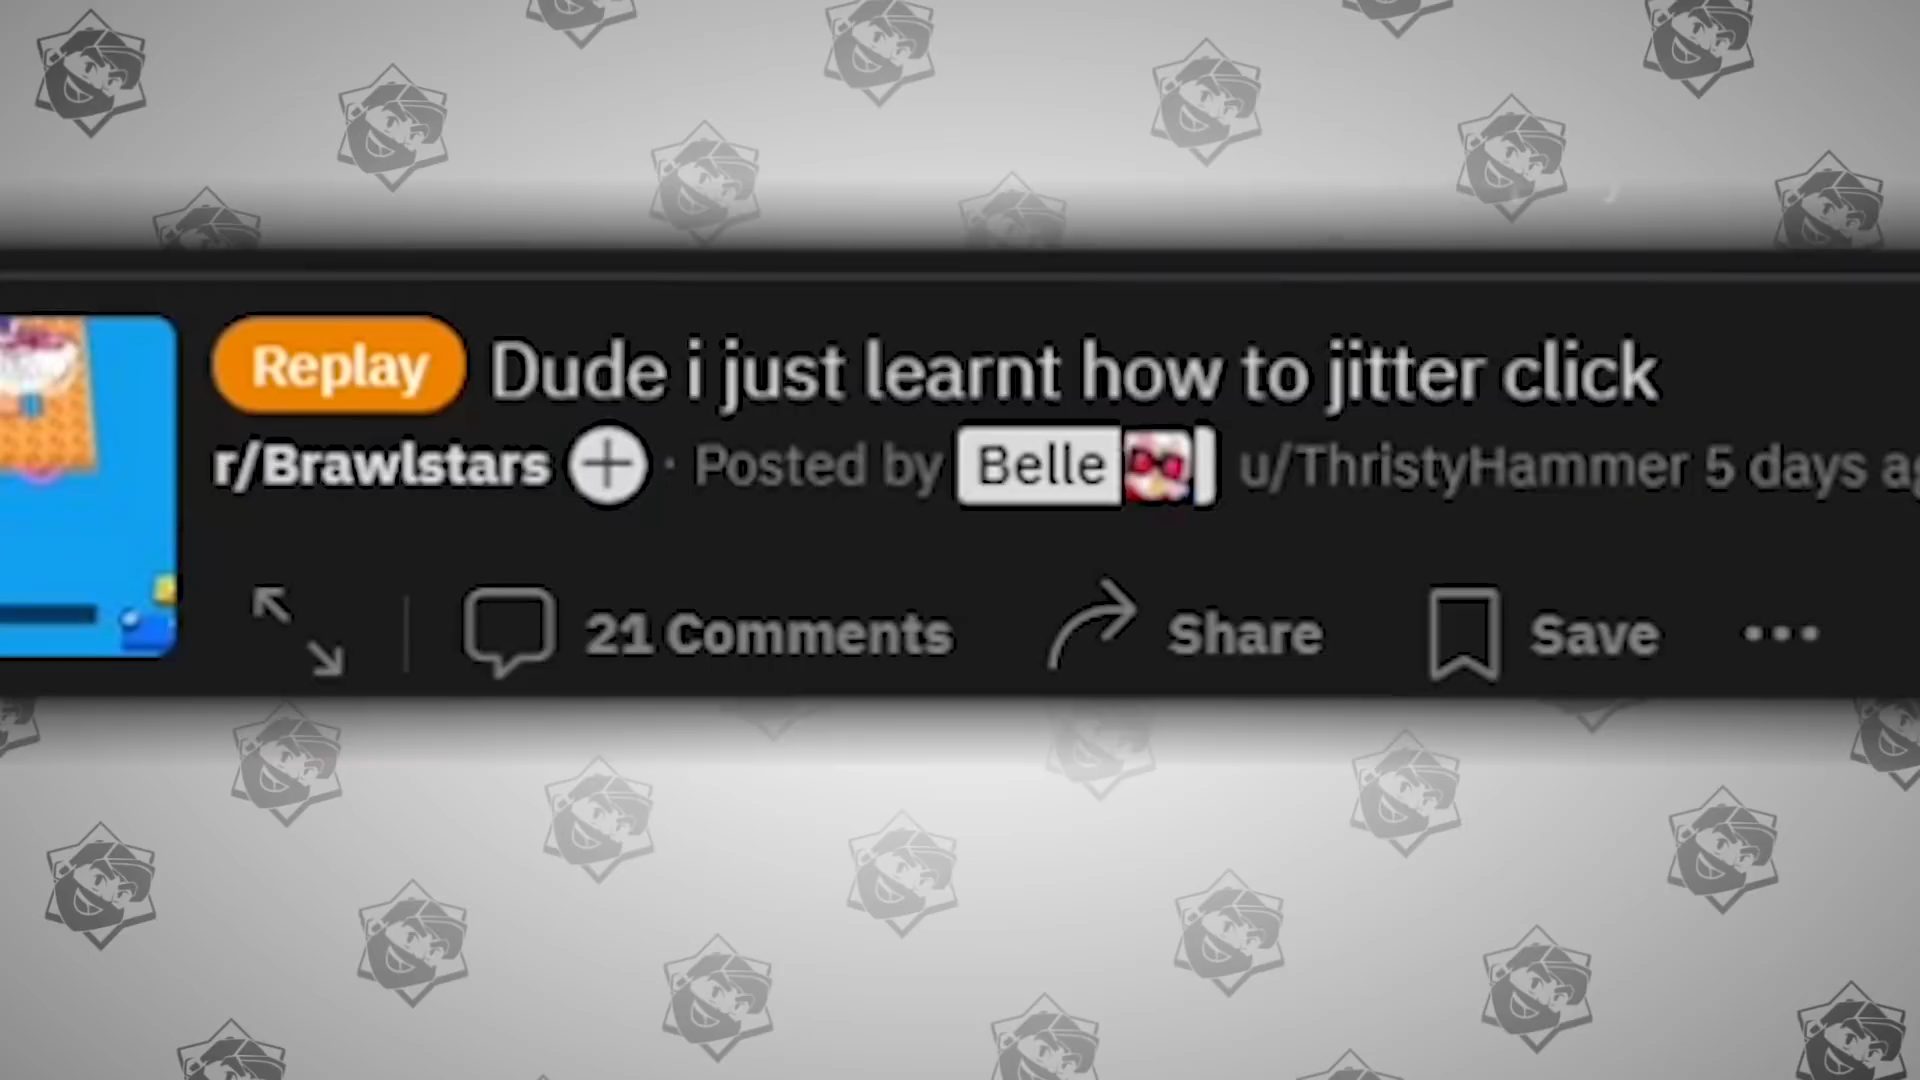 Replay Dude i just learnt how to jitter click
r/Brawlstars · Posted by Belle u/ThristyHammer 5 days
21 Comments Share Save